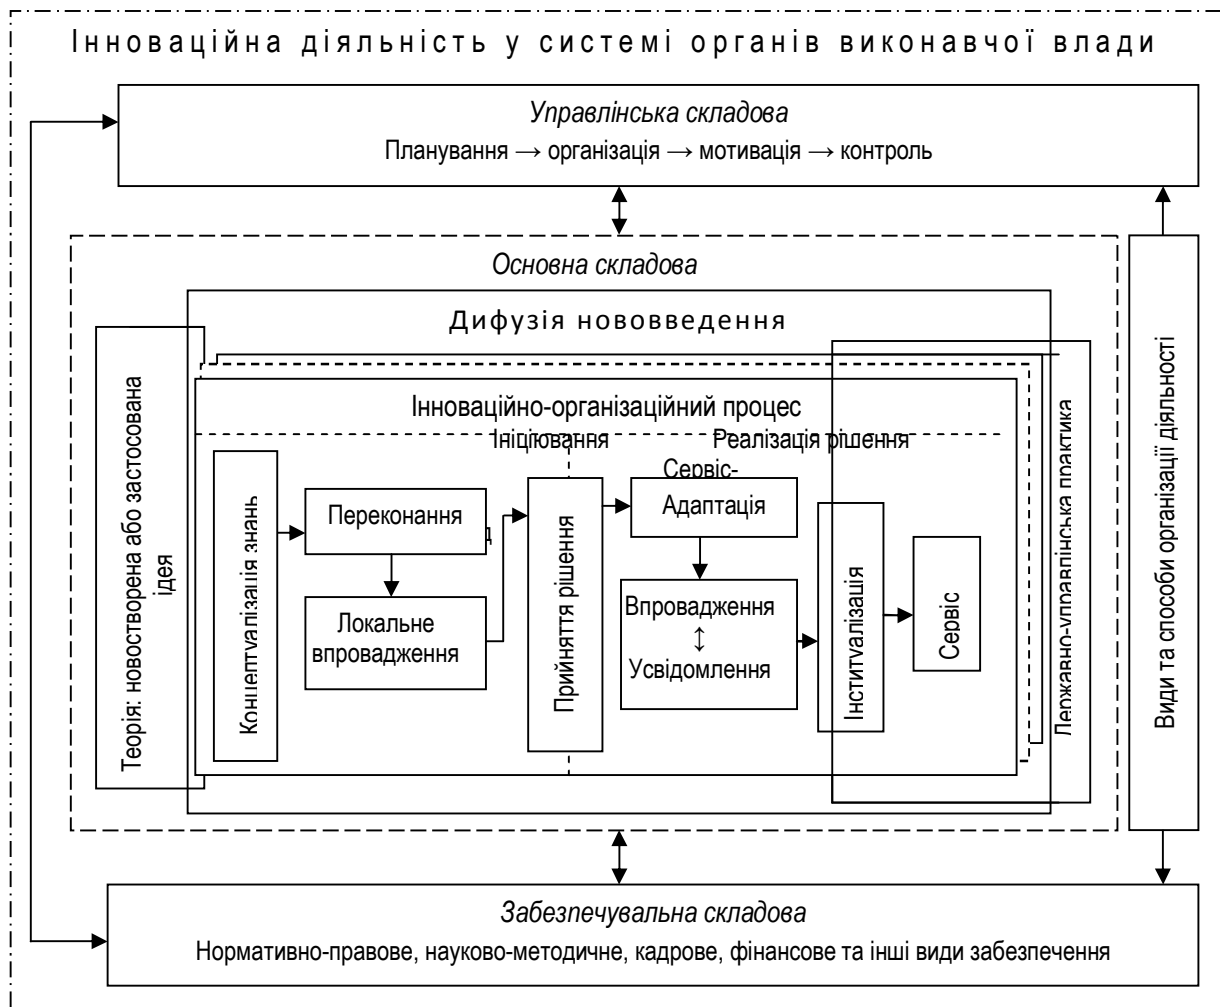 Інноваційна діяльність у системі органів виконавчої влади
Управлінська складова
Планування → організація → мотивація → контроль
Основна складова
Дифузія нововведення
Інноваційно-організаційний процес
Ініціювання
Реалізація рішення
Теорія: новостворена або застосована
ідея
Концептуалізація знань
Переконання
Локальне
впровадження
Прийняття рішення
Сервіс-
Адаптація
Впровадження
↕
Усвідомлення
Інституалізація
Сервіс
Державно-управлінська практика
Види та способи організації діяльності
Забезпечувальна складова
Нормативно-правове, науково-методичне, кадрове, фінансове та інші види забезпечення